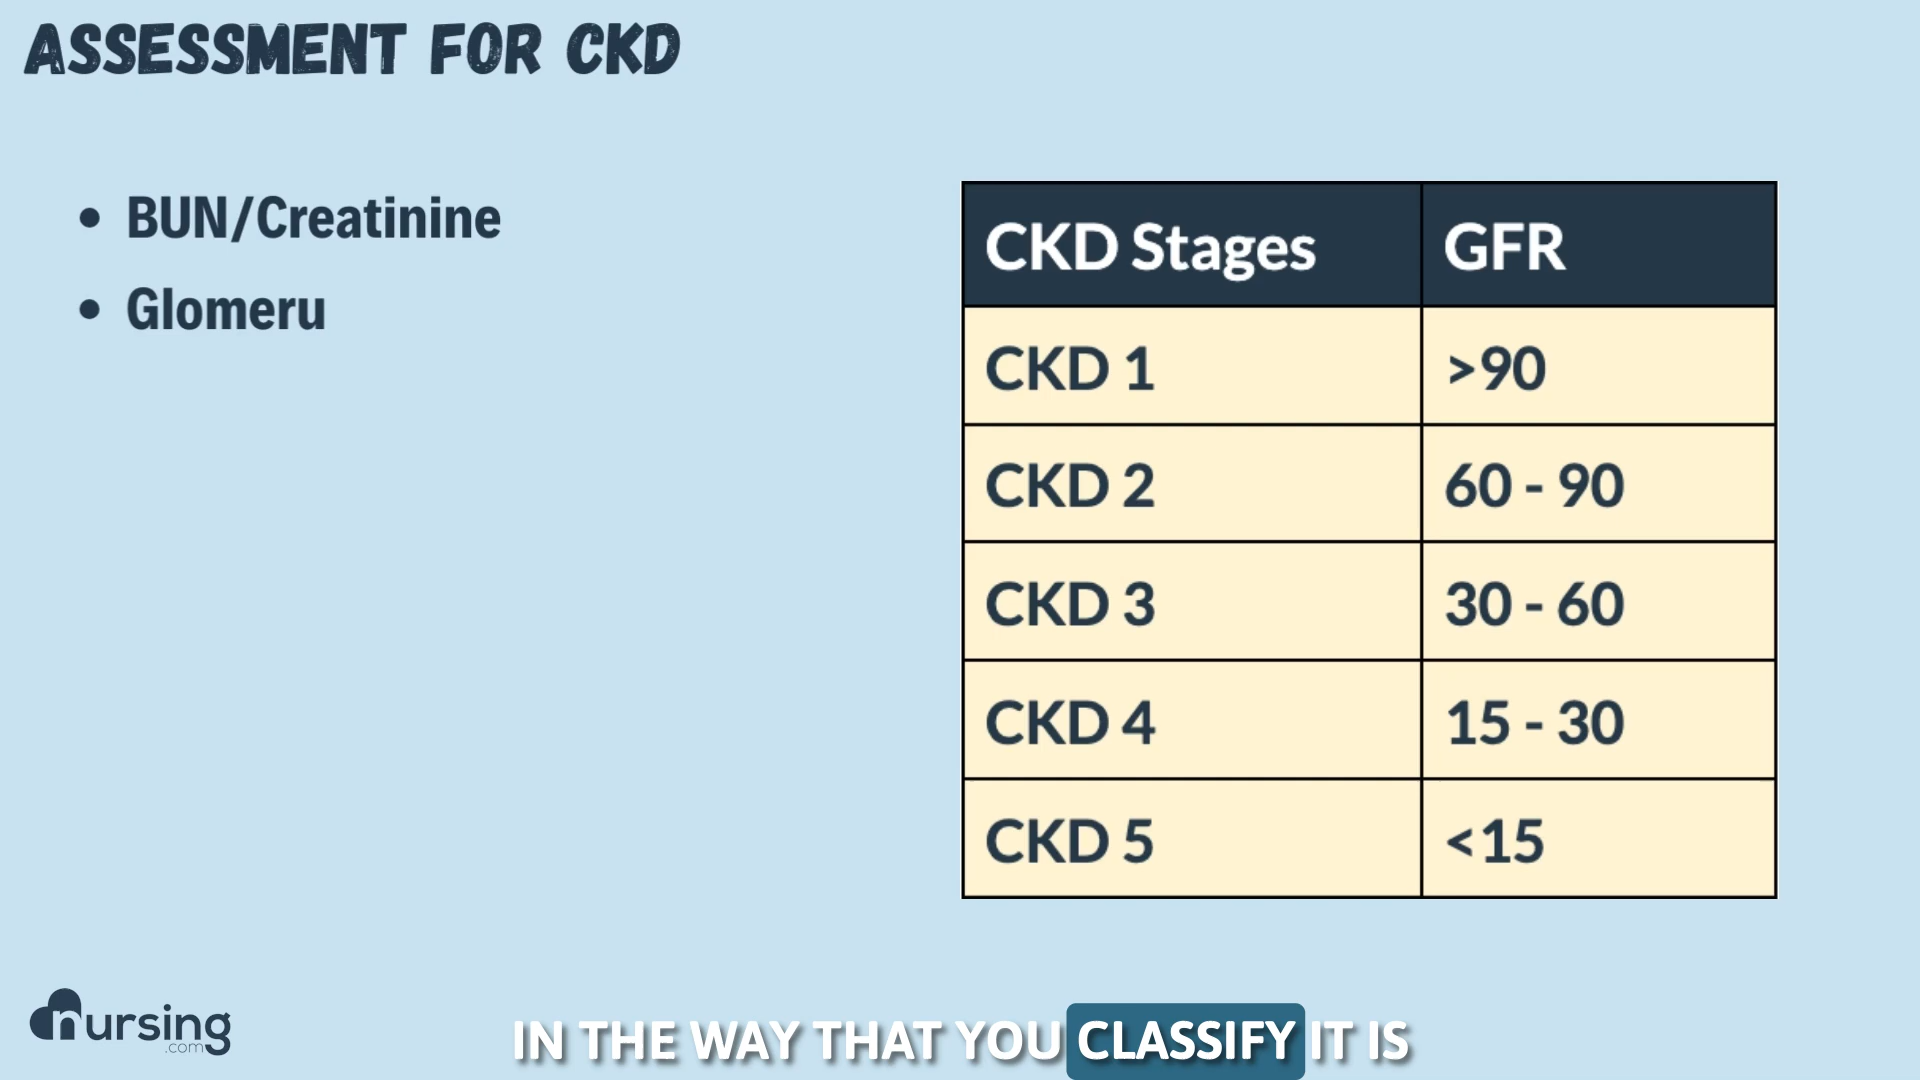 ASSESSMENT FOR CKD
• BUN/Creatinine
• Glomeru
CKD Stages GFR
CKD 1 >90
CKD 2 60 - 90
CKD 3 30 - 60
CKD 4 15 - 30
CKD 5 <15
nursing
.com
IN THE WAY THAT YOU CLASSIFY IT IS